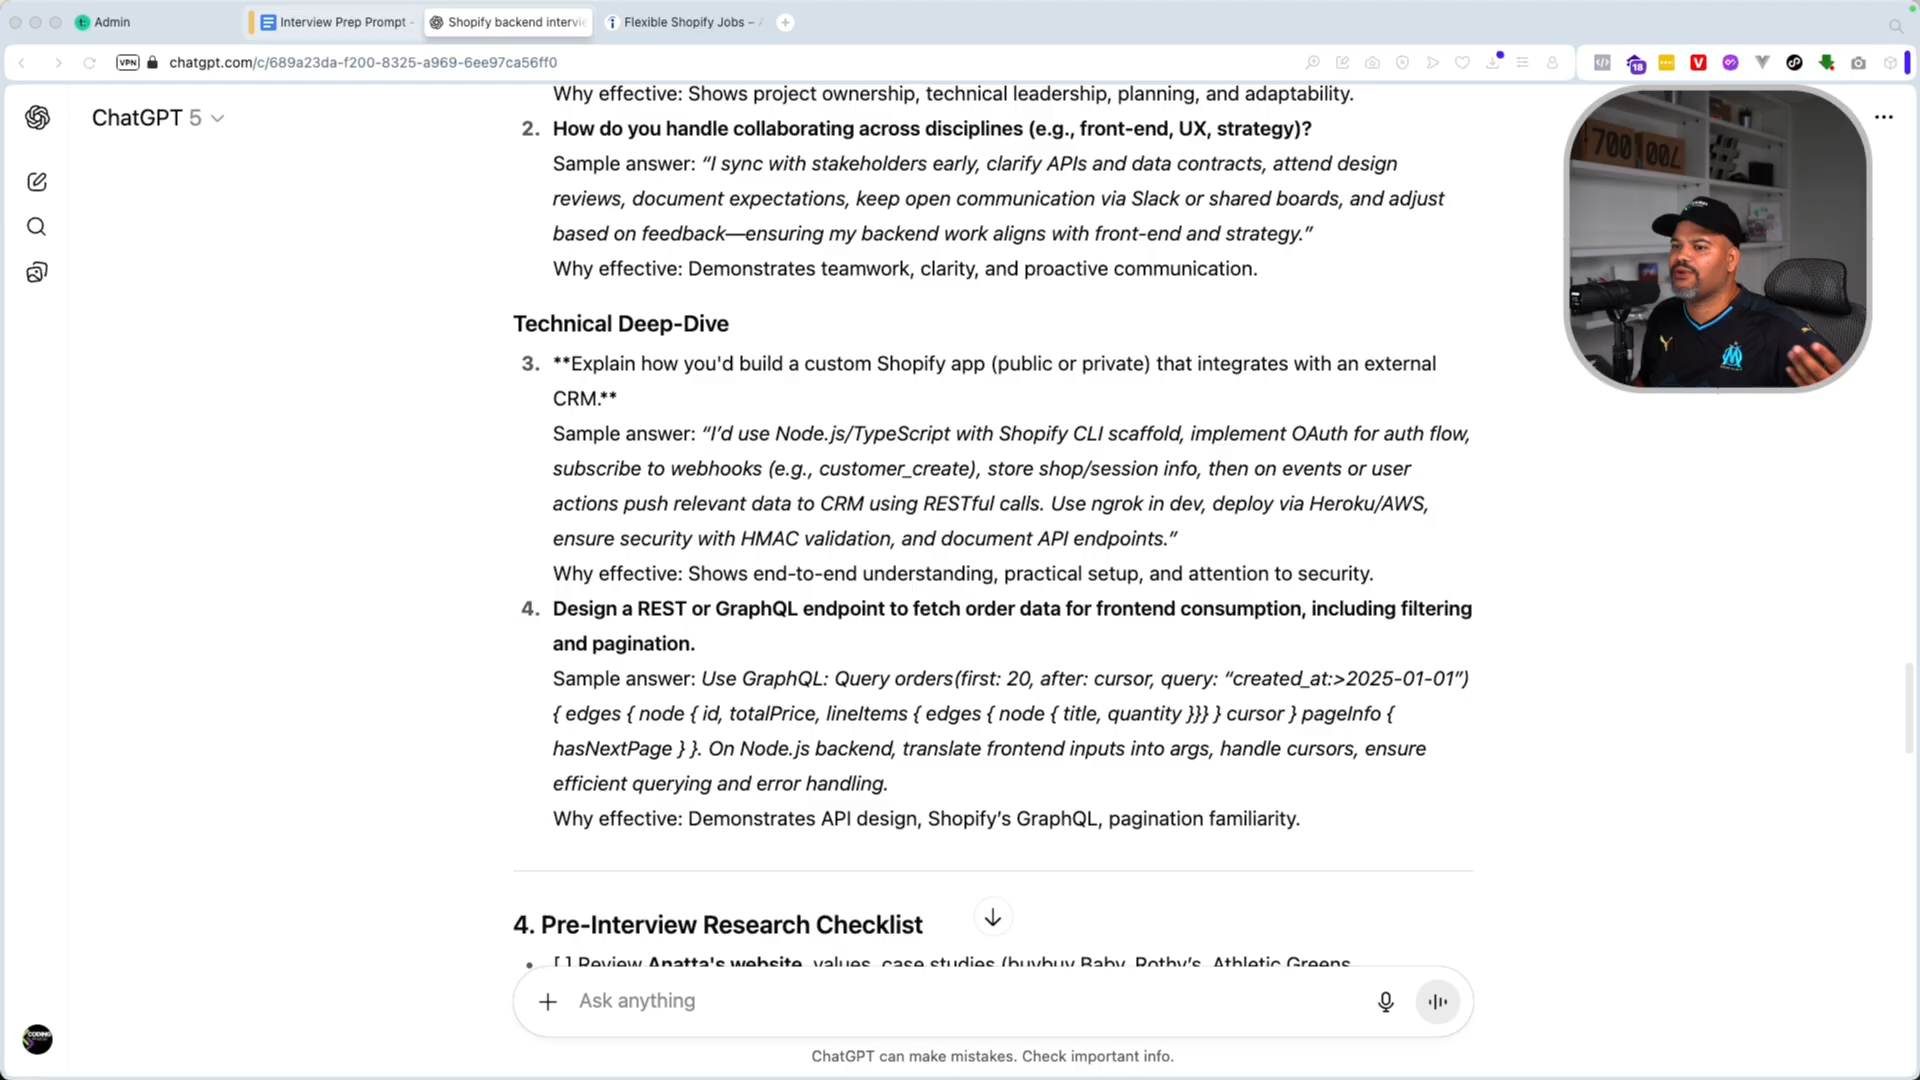 Admin
Interview Prep Prompt -
Shopify backend intervie
Flexible Shopify Jobs – /
VPN
chatgpt.com/c/689a23da-f200-8325-a969-6ee97ca56ff0
18
ChatGPT 5
Why effective: Shows project ownership, technical leadership, planning, and adaptability.
2. How do you handle collaborating across disciplines (e.g., front-end, UX, strategy)?
Sample answer: “I sync with stakeholders early, clarify APIs and data contracts, attend design
reviews, document expectations, keep open communication via Slack or shared boards, and adjust
based on feedback—ensuring my backend work aligns with front-end and strategy.”
Why effective: Demonstrates teamwork, clarity, and proactive communication.
Technical Deep-Dive
3. **Explain how you'd build a custom Shopify app (public or private) that integrates with an external
CRM.**
Sample answer: “I’d use Node.js/TypeScript with Shopify CLI scaffold, implement OAuth for auth flow,
subscribe to webhooks (e.g., customer_create), store shop/session info, then on events or user
actions push relevant data to CRM using RESTful calls. Use ngrok in dev, deploy via Heroku/AWS,
ensure security with HMAC validation, and document API endpoints.”
Why effective: Shows end-to-end understanding, practical setup, and attention to security.
4. Design a REST or GraphQL endpoint to fetch order data for frontend consumption, including filtering
and pagination.
Sample answer: Use GraphQL: Query orders(first: 20, after: cursor, query: “created_at:>2025-01-01”)
{ edges { node { id, totalPrice, lineItems { edges { node { title, quantity }}} } cursor } pageInfo {
hasNextPage } }. On Node.js backend, translate frontend inputs into args, handle cursors, ensure
efficient querying and error handling.
Why effective: Demonstrates API design, Shopify’s GraphQL, pagination familiarity.
4. Pre-Interview Research Checklist
• [ ] Review Anatta's website, values, case studies (buybuy Baby, Rothy’s, Athletic Greens
Ask anything
ChatGPT can make mistakes. Check important info.